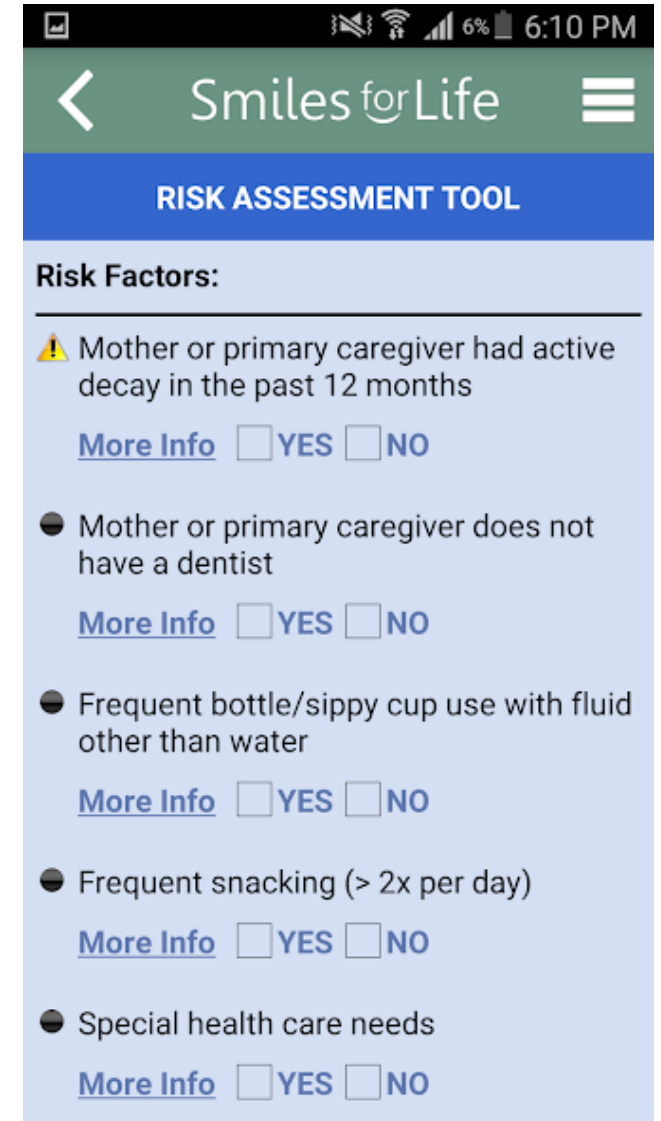 6% 6:10 PM
Smiles for Life
RISK ASSESSMENT TOOL
Risk Factors:
Mother or primary caregiver had active
decay in the past 12 months
More Info YES NO
Mother or primary caregiver does not
have a dentist
More Info YES NO
Frequent bottle/sippy cup use with fluid
other than water
More Info YES NO
Frequent snacking (> 2x per day)
More Info YES NO
Special health care needs
More Info YES NO